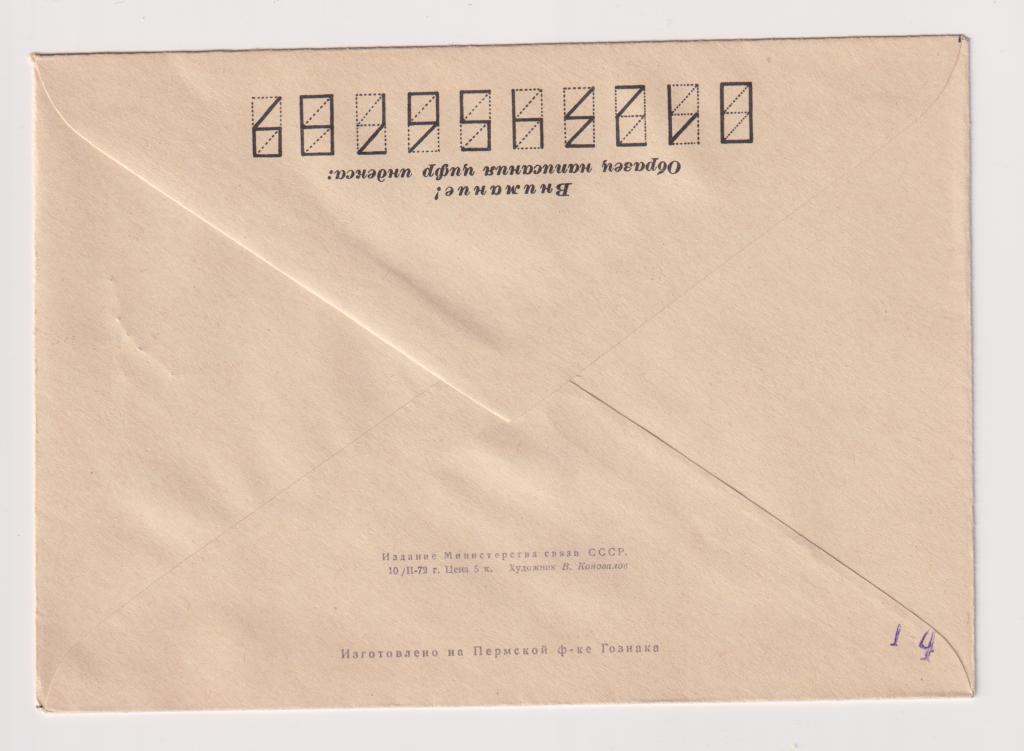 Внимание!
Образец написания цифр индекса:
0123456789
Издание Министерства связи СССР.
10/II-72 г. Цена 5 к. Художник В. Коновалов
Изготовлено на Пермской ф-ке Гознака
14